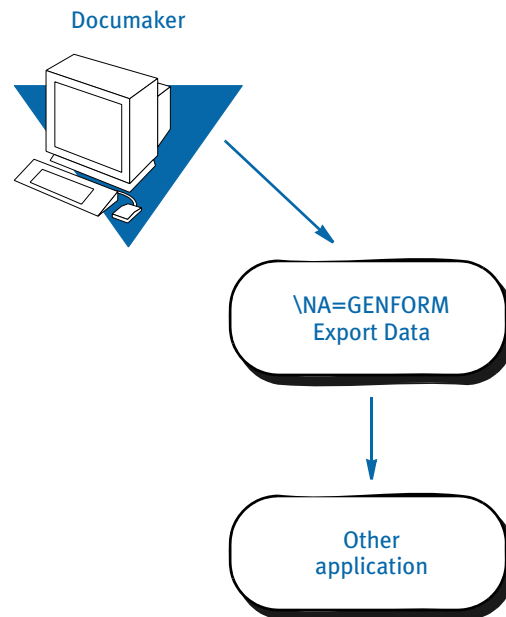 Documaker
\NA=GENFORM
Export Data
Other
application